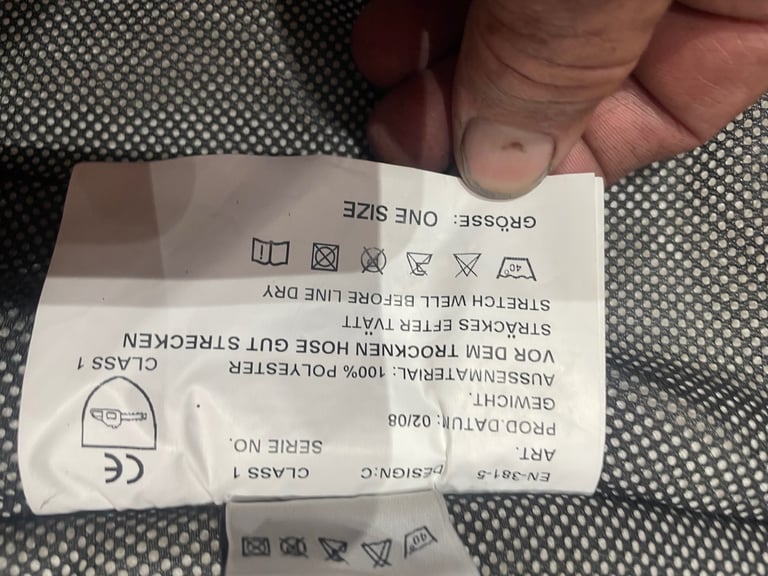 CE
EN-381-5 DESIGN:C CLASS 1
ART. SERIE NO.
PROD.DATUM: 02/08
GEWICHT.
AUSSENMATERIAL: 100% POLYESTER
CLASS 1
VOR DEM TROCKNEN HOSE GUT STRECKEN
STRÄCKES EFTER TVÄTT
STRETCH WELL BEFORE LINE DRY
40°
GRÖSSE: ONE SIZE
40°